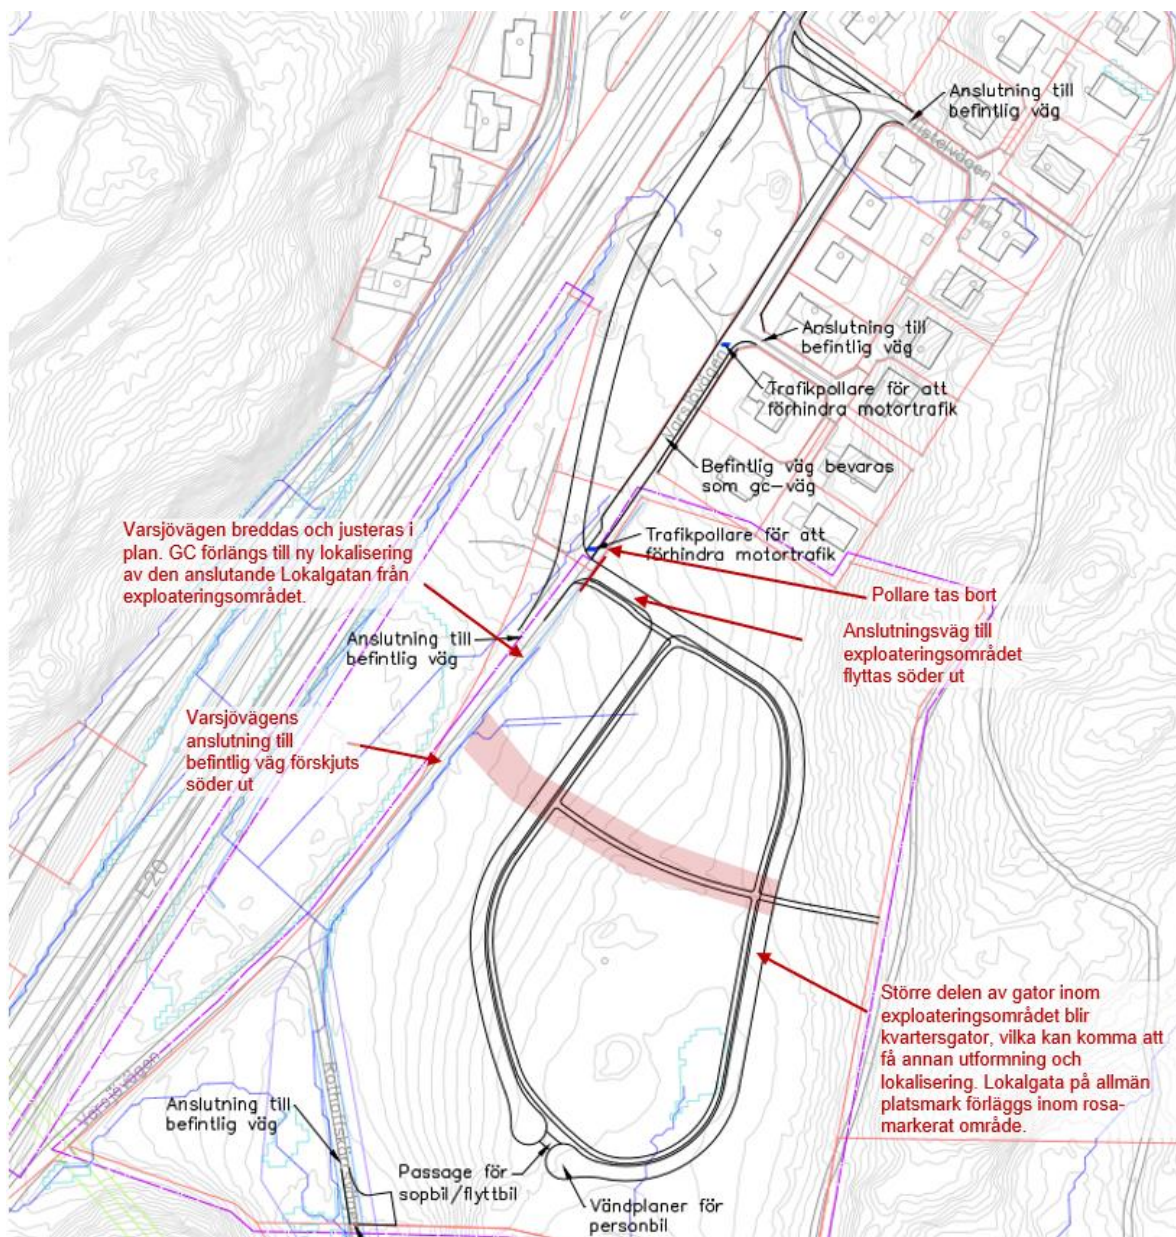 Anslutning till
befintlig väg
Tistelvägen
Anslutning till
befintlig väg
Trafikpollare för att
förhindra motortrafik
Varsjövägen
Befintlig väg bevaras
som gc-väg
Varsjövägen breddas och justeras i
plan. GC förlängs till ny lokalisering
av den anslutande Lokalgatan från
exploateringsområdet.
Trafikpollare för att
förhindra motortrafik
Pollare tas bort
Anslutning till
befintlig väg
Anslutningsväg till
exploateringsområdet
flyttas söder ut
Varsjövägens
anslutning till
befintlig väg förskjuts
söder ut
E20
Större delen av gator inom
exploateringsområdet blir
kvartersgator, vilka kan komma att
få annan utformning och
lokalisering. Lokalgata på allmän
platsmark förläggs inom rosa-
markerat område.
Varsjövägen
Anslutning till
befintlig väg
Passage för
sopbil/flyttbil
Vändplaner för
personbil